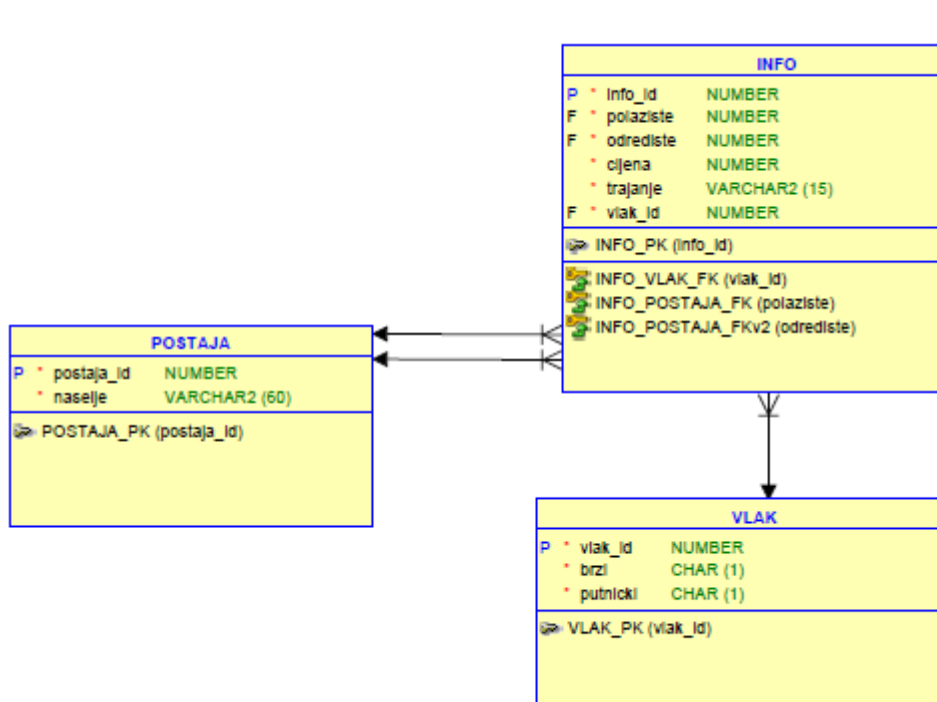 INFO
P * info_id NUMBER
F * polaziste NUMBER
F * odrediste NUMBER
* cijena NUMBER
* trajanje VARCHAR2 (15)
F * vlak_id NUMBER
INFO_PK (info_id)
INFO_VLAK_FK (vlak_id)
INFO_POSTAJA_FK (polaziste)
INFO_POSTAJA_FKv2 (odrediste)
POSTAJA
P * postaja_id NUMBER
* naselje VARCHAR2 (60)
POSTAJA_PK (postaja_id)
VLAK
P * vlak_id NUMBER
* brzi CHAR (1)
* putnicki CHAR (1)
VLAK_PK (vlak_id)